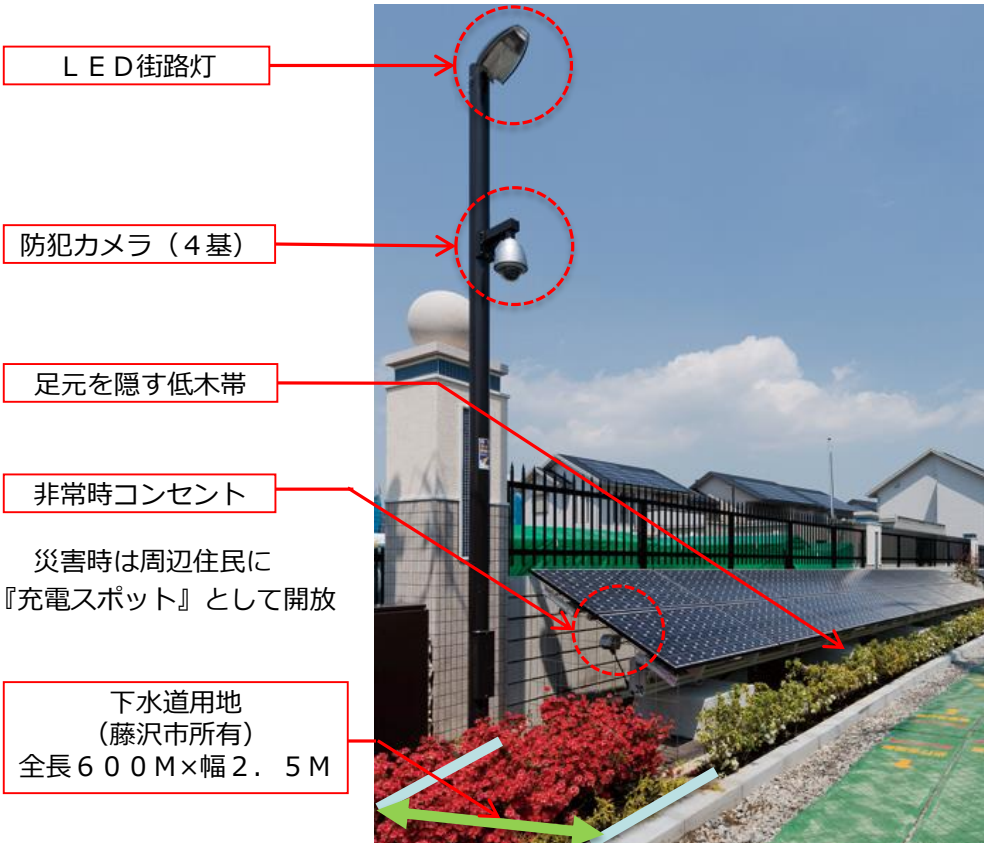 ＬＥＤ街路灯
防犯カメラ（４基）
足元を隠す低木帯
非常時コンセント
災害時は周辺住民に
『充電スポット』として開放
下水道用地
（藤沢市所有）
全長６００Ｍ×幅２．５Ｍ